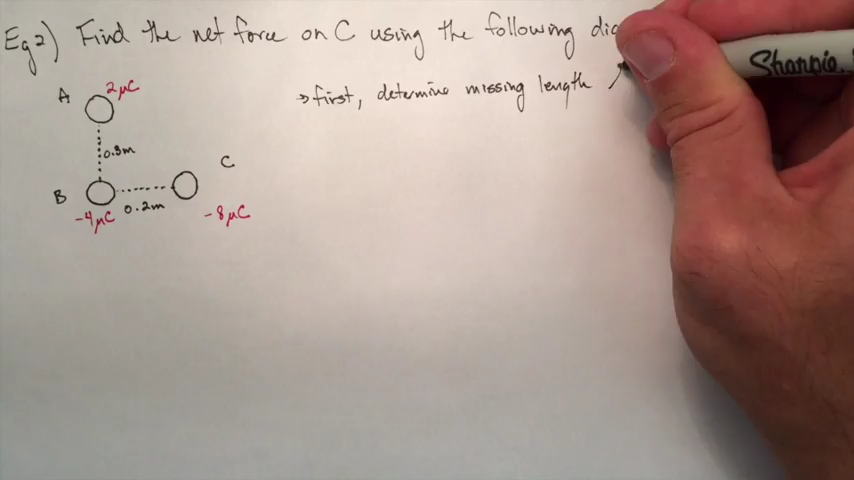 Eg 2) Find the net force on C using the following
→ first, determine missing length
A 2μC
0.3m
B C
0.2m
-4μC -8μC
Sharpie